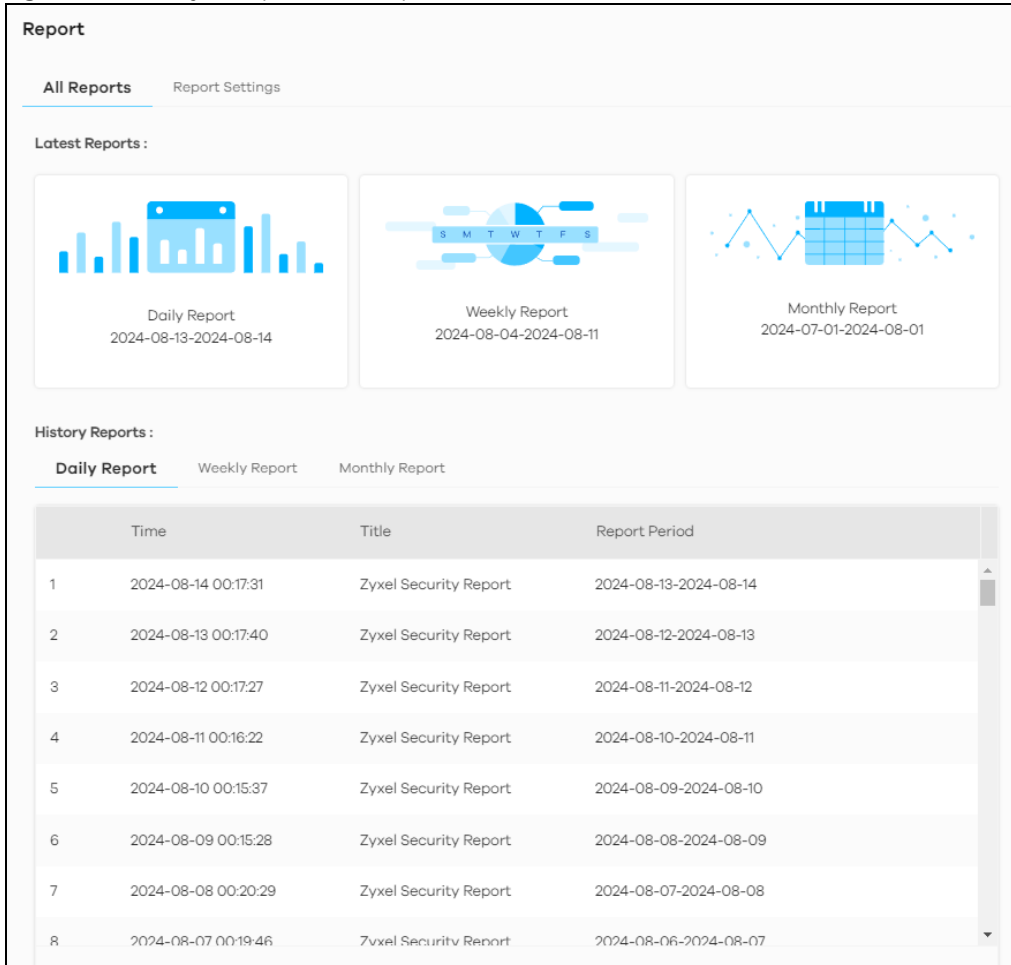 Report
All Reports Report Settings
Latest Reports :
S M T W T F S
Daily Report
2024-08-13-2024-08-14
Weekly Report
2024-08-04-2024-08-11
Monthly Report
2024-07-01-2024-08-01
History Reports :
Daily Report Weekly Report Monthly Report
Time Title Report Period
1 2024-08-14 00:17:31 Zyxel Security Report 2024-08-13-2024-08-14
2 2024-08-13 00:17:40 Zyxel Security Report 2024-08-12-2024-08-13
3 2024-08-12 00:17:27 Zyxel Security Report 2024-08-11-2024-08-12
4 2024-08-11 00:16:22 Zyxel Security Report 2024-08-10-2024-08-11
5 2024-08-10 00:15:37 Zyxel Security Report 2024-08-09-2024-08-10
6 2024-08-09 00:15:28 Zyxel Security Report 2024-08-08-2024-08-09
7 2024-08-08 00:20:29 Zyxel Security Report 2024-08-07-2024-08-08
8 2024-08-07 00:19:46 Zyxel Security Report 2024-08-06-2024-08-07